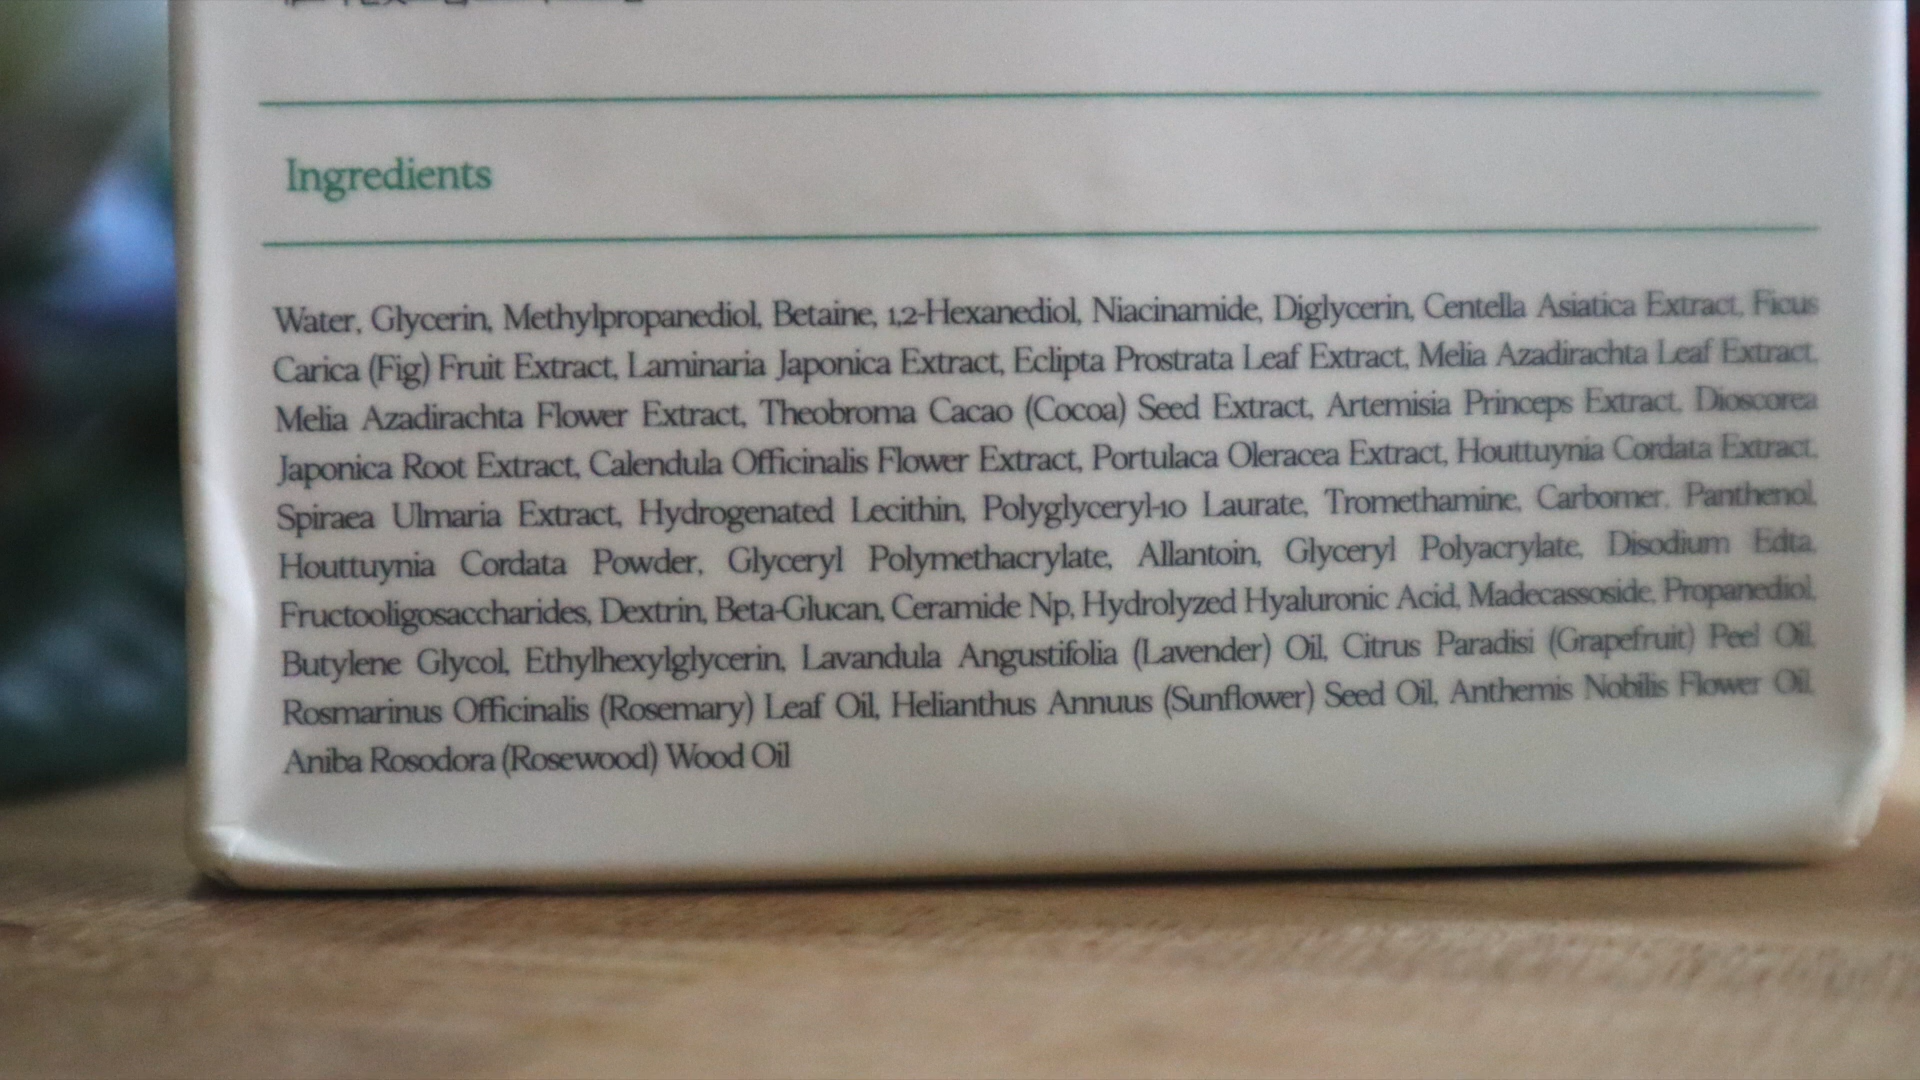 Ingredients
Water, Glycerin, Methylpropanediol, Betaine, 1,2-Hexanediol, Niacinamide, Diglycerin, Centella Asiatica Extract, Ficus
Carica (Fig) Fruit Extract, Laminaria Japonica Extract, Eclipta Prostrata Leaf Extract, Melia Azadirachta Leaf Extract,
Melia Azadirachta Flower Extract, Theobroma Cacao (Cocoa) Seed Extract, Artemisia Princeps Extract, Dioscorea
Japonica Root Extract, Calendula Officinalis Flower Extract, Portulaca Oleracea Extract, Houttuynia Cordata Extract,
Spiraea Ulmaria Extract, Hydrogenated Lecithin, Polyglyceryl-10 Laurate, Tromethamine, Carbomer, Panthenol,
Houttuynia Cordata Powder, Glyceryl Polymethacrylate, Allantoin, Glyceryl Polyacrylate, Disodium Edta,
Fructooligosaccharides, Dextrin, Beta-Glucan, Ceramide Np, Hydrolyzed Hyaluronic Acid, Madecassoside, Propanediol,
Butylene Glycol, Ethylhexylglycerin, Lavandula Angustifolia (Lavender) Oil, Citrus Paradisi (Grapefruit) Peel Oil,
Rosmarinus Officinalis (Rosemary) Leaf Oil, Helianthus Annuus (Sunflower) Seed Oil, Anthemis Nobilis Flower Oil,
Aniba Rosodora (Rosewood) Wood Oil